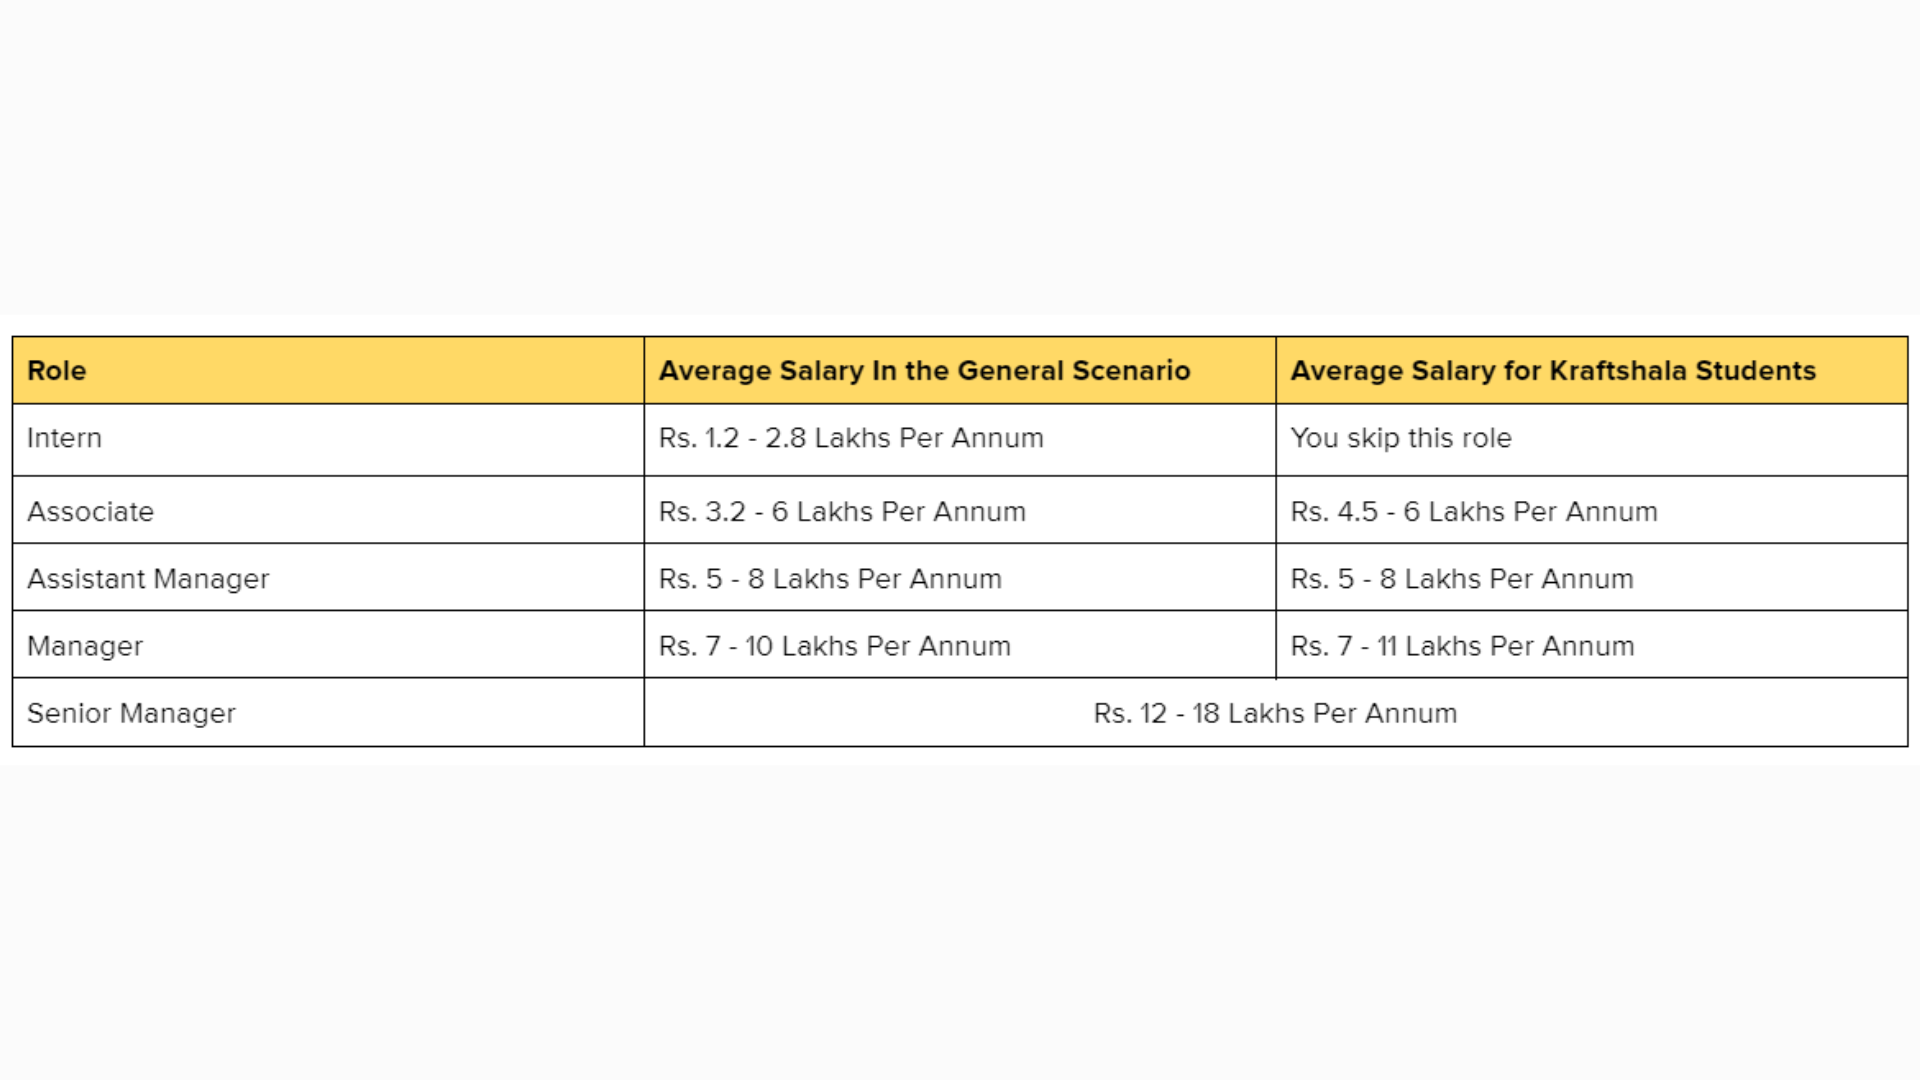 Role Average Salary In the General Scenario Average Salary for Kraftshala Students
Intern Rs. 1.2 - 2.8 Lakhs Per Annum You skip this role
Associate Rs. 3.2 - 6 Lakhs Per Annum Rs. 4.5 - 6 Lakhs Per Annum
Assistant Manager Rs. 5 - 8 Lakhs Per Annum Rs. 5 - 8 Lakhs Per Annum
Manager Rs. 7 - 10 Lakhs Per Annum Rs. 7 - 11 Lakhs Per Annum
Senior Manager Rs. 12 - 18 Lakhs Per Annum